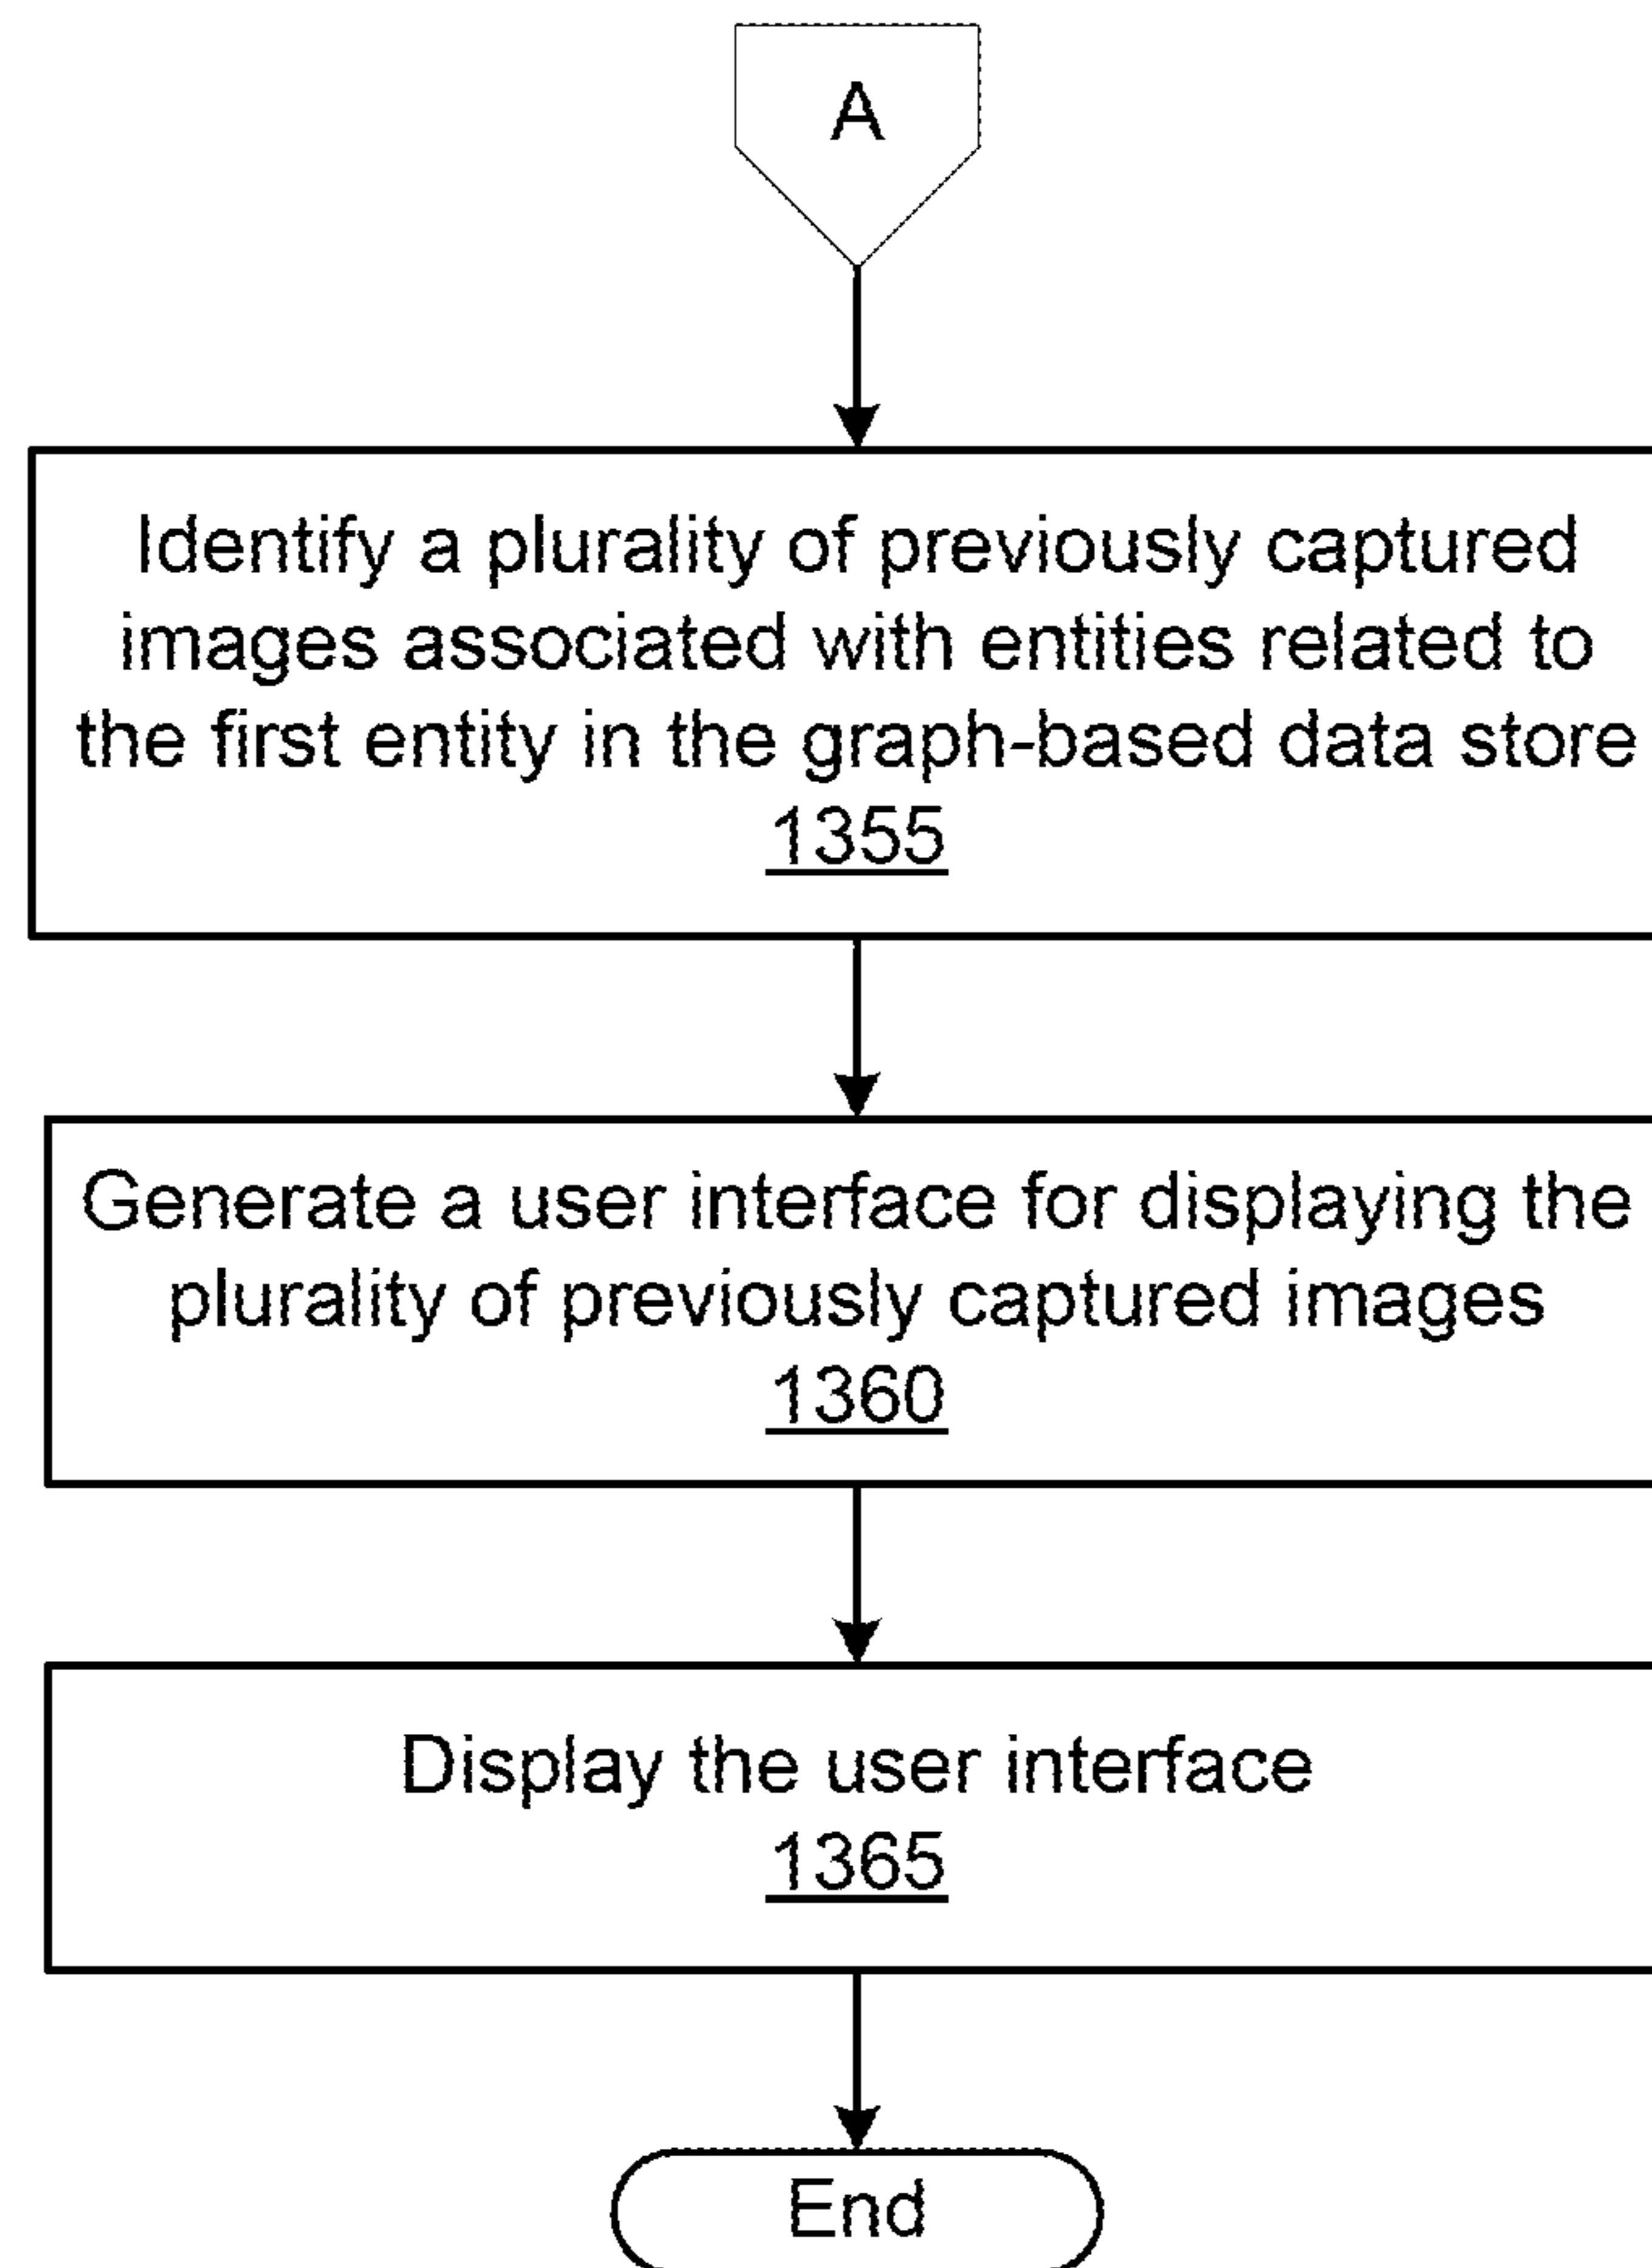 A
Identify a plurality of previously captured
images associated with entities related to
the first entity in the graph-based data store
1355
Generate a user interface for displaying the
plurality of previously captured images
1360
Display the user interface
1365
End